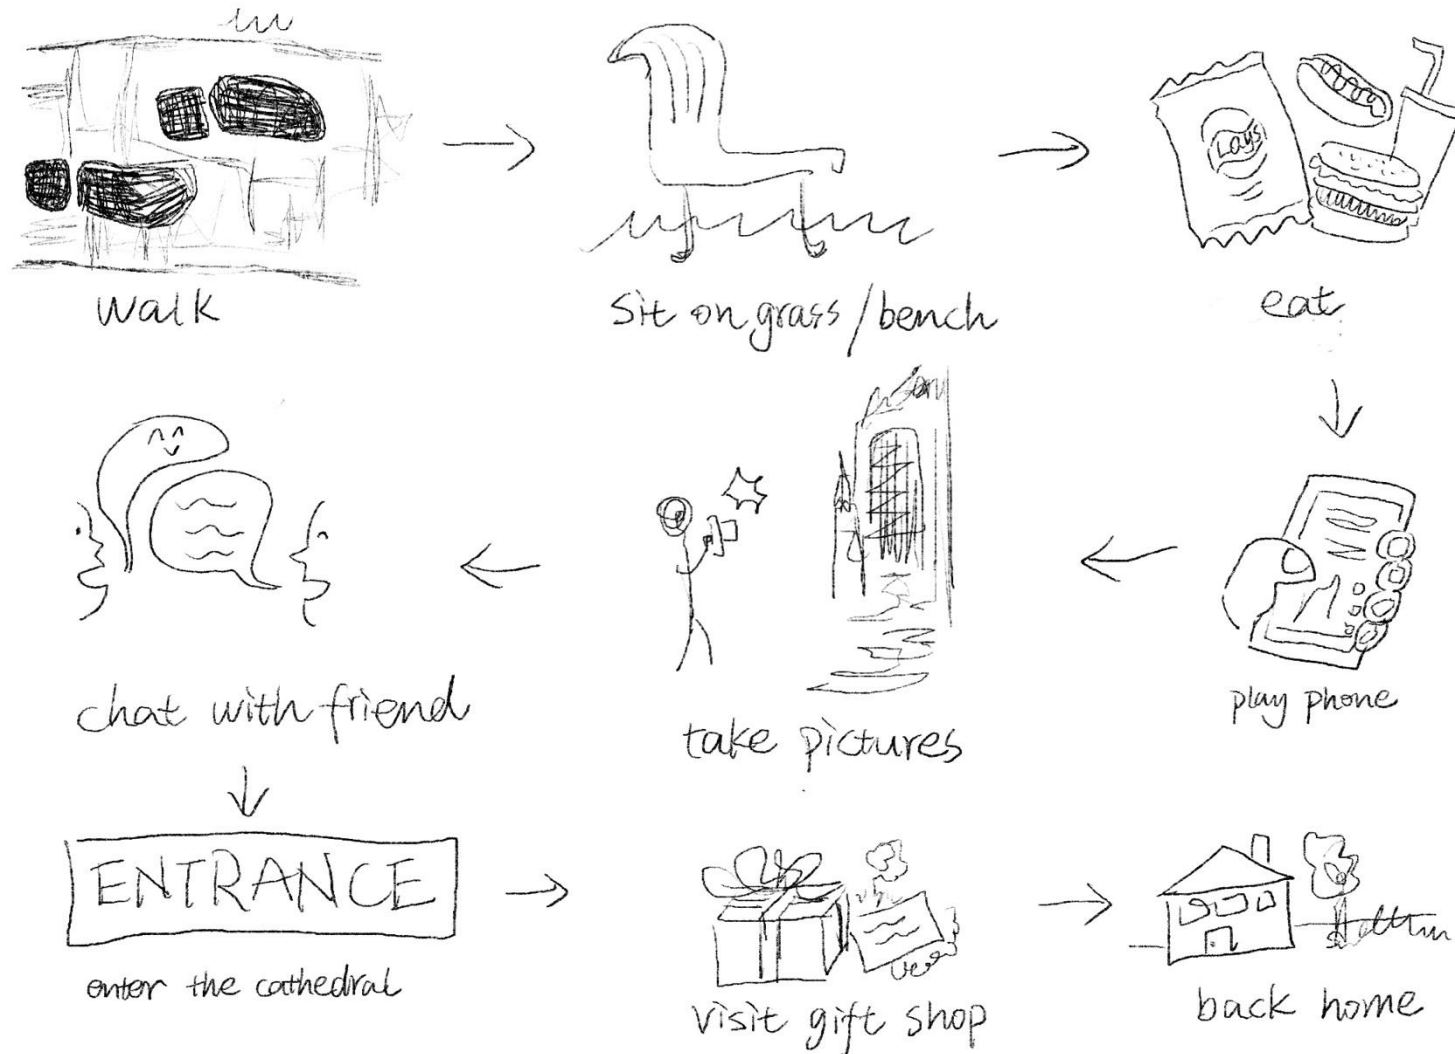 walk
Sit on grass/bench
Lays
eat
play phone
take pictures
chat with friend
ENTRANCE
enter the cathedral
visit gift shop
back home